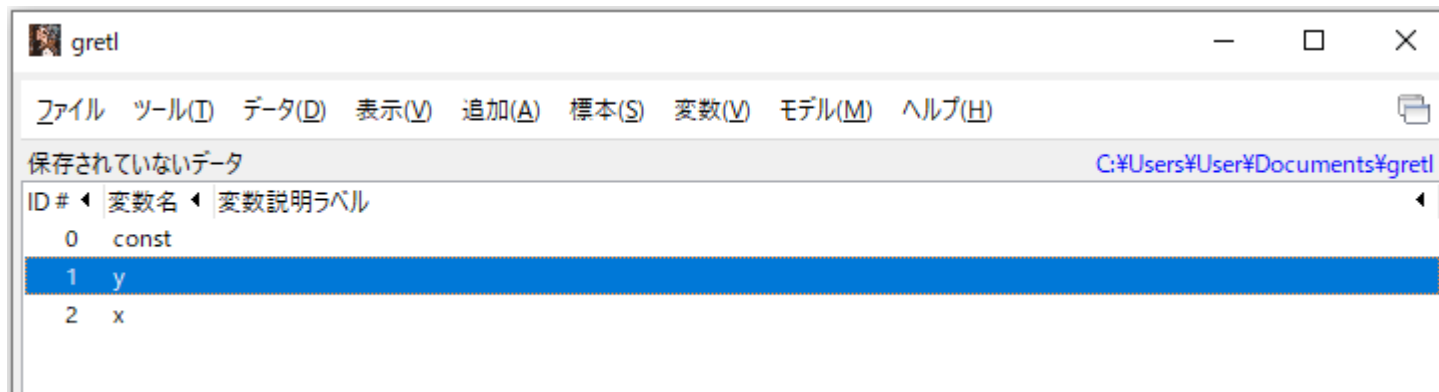 gretl
ファイル ツール(T) データ(D) 表示(V) 追加(A) 標本(S) 変数(V) モデル(M) ヘルプ(H)
保存されていないデータ C:¥Users¥User¥Documents¥gretl
ID # 変数名 変数説明ラベル
0 const
1 y
2 x